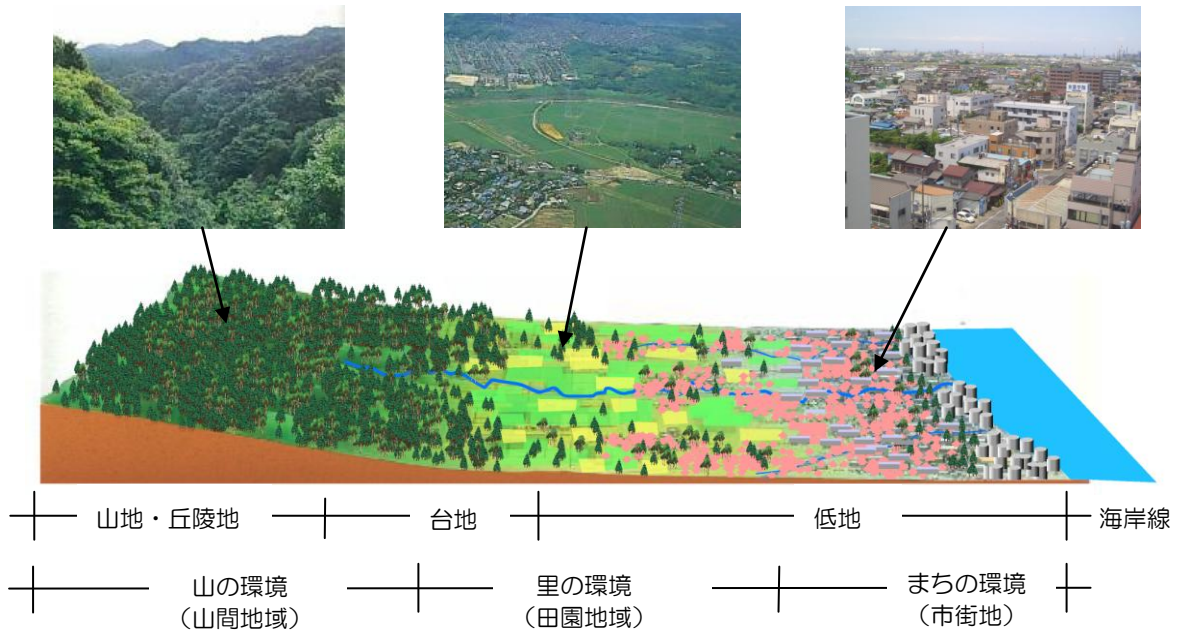 山地・丘陵地
台地
低地
海岸線
山の環境
（山間地域）
里の環境
（田園地域）
まちの環境
（市街地）